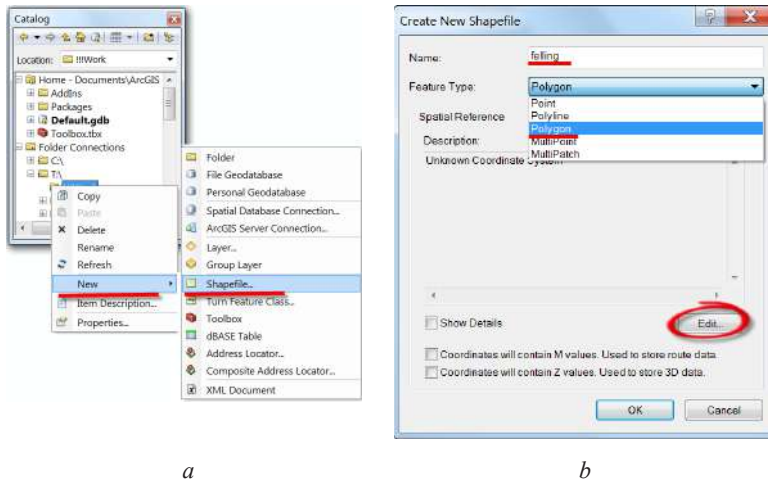 Catalog
Location: !!!Work
Home - Documents\ArcGIS
AddIns
Packages
Default.gdb
Toolbox.tbx
Folder Connections
C:\
T:\
Copy
Paste
Delete
Rename
Refresh
New
Item Description...
Properties...
Folder
File Geodatabase
Personal Geodatabase
Spatial Database Connection...
ArcGIS Server Connection...
Layer...
Group Layer
Shapefile...
Turn Feature Class...
Toolbox
dBASE Table
Address Locator...
Composite Address Locator...
XML Document
a
Create New Shapefile
Name: felling
Feature Type: Polygon
Point
Polyline
Polygon
MultiPoint
MultiPatch
Spatial Reference
Description:
Unknown Coordinate System
Show Details
Edit...
Coordinates will contain M values. Used to store route data.
Coordinates will contain Z values. Used to store 3D data.
OK
Cancel
b